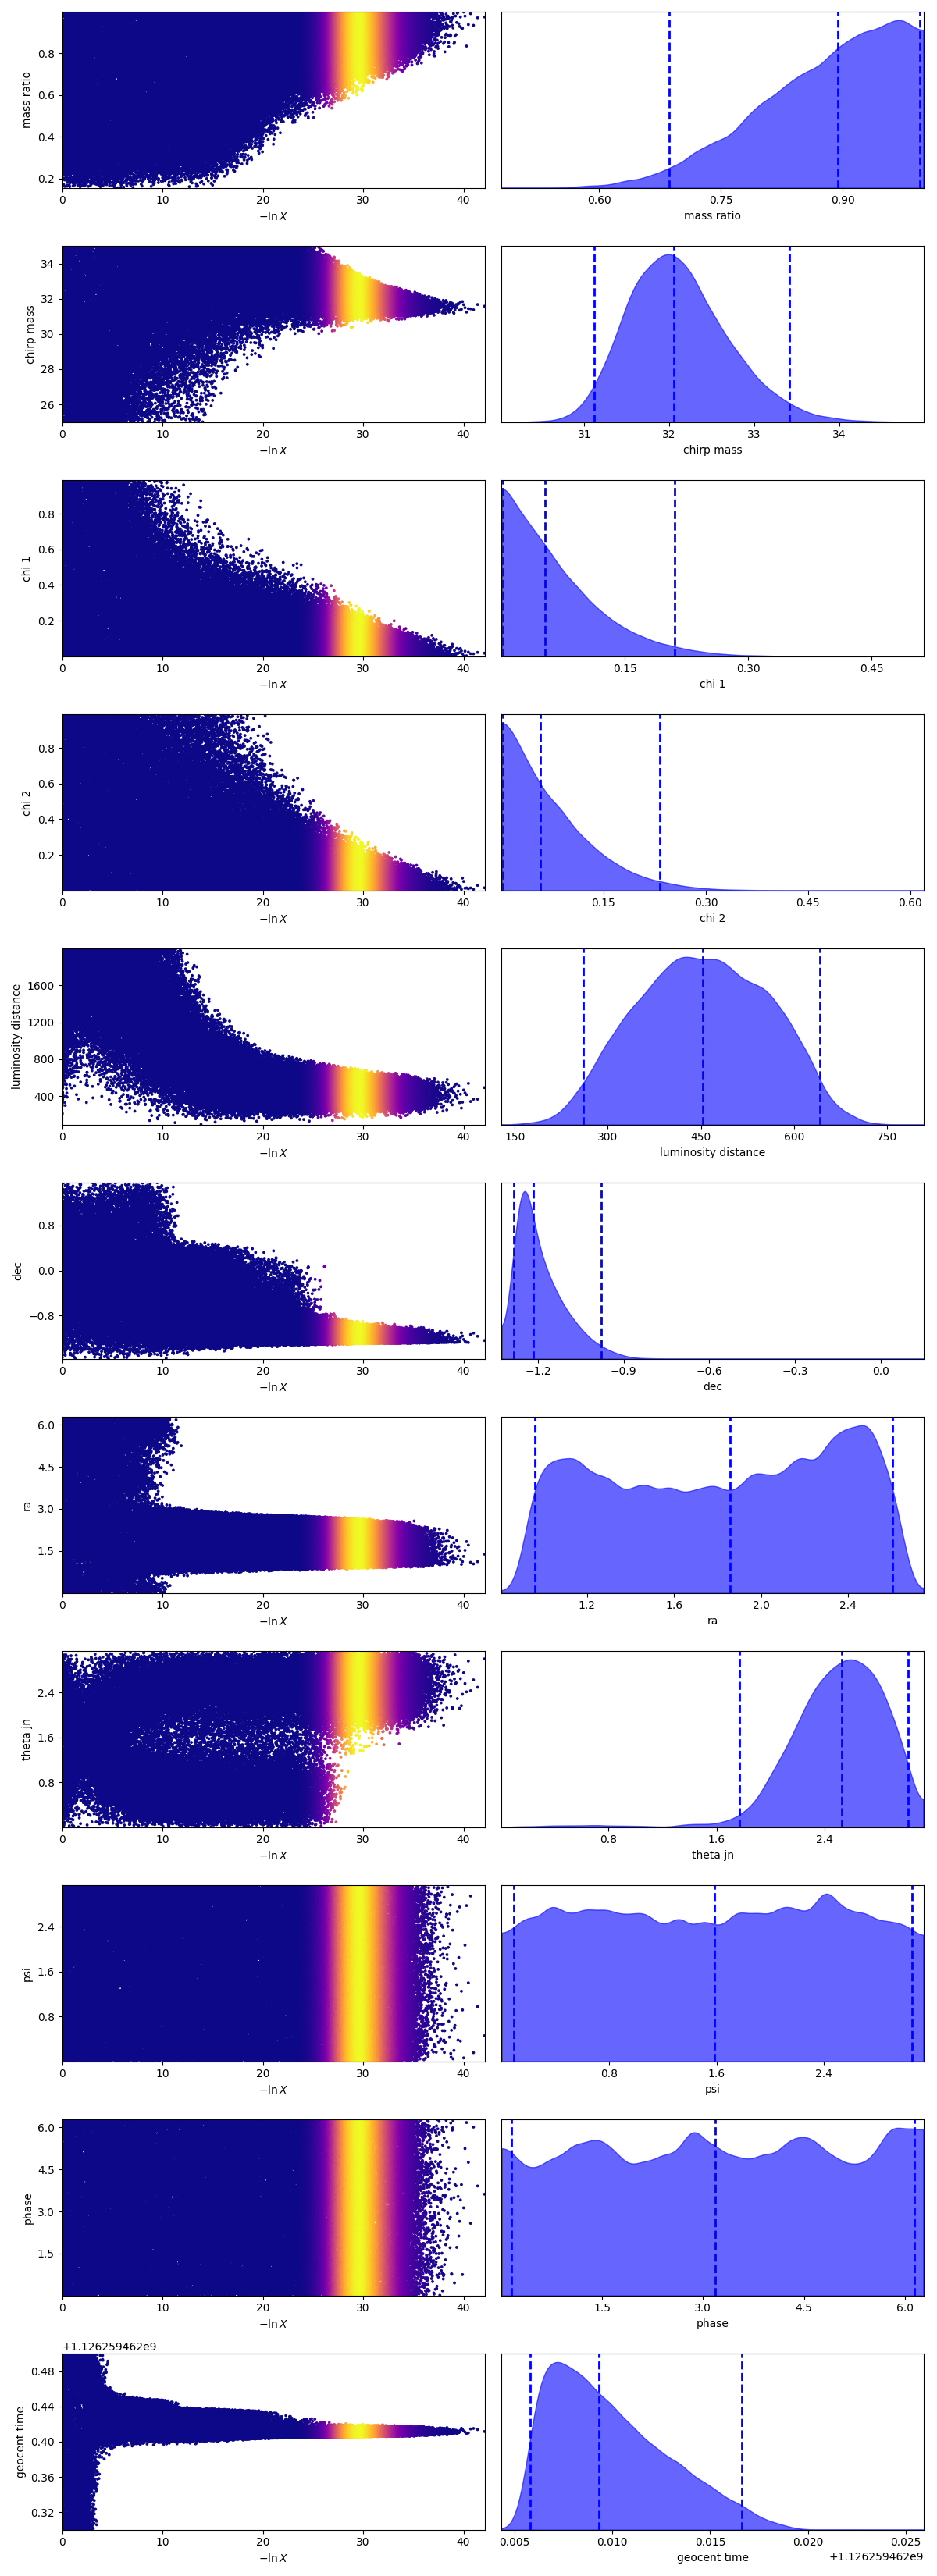 0.8
0.6
0.4
0.2
mass ratio
0 10 20 30 40
−ln X
0.60 0.75 0.90
mass ratio
34
32
30
28
26
chirp mass
0 10 20 30 40
−ln X
31 32 33 34
chirp mass
0.8
0.6
0.4
0.2
chi 1
0 10 20 30 40
−ln X
0.15 0.30 0.45
chi 1
0.8
0.6
0.4
0.2
chi 2
0 10 20 30 40
−ln X
0.15 0.30 0.45 0.60
chi 2
1600
1200
800
400
luminosity distance
0 10 20 30 40
−ln X
150 300 450 600 750
luminosity distance
0.8
0.0
−0.8
dec
0 10 20 30 40
−ln X
−1.2 −0.9 −0.6 −0.3 0.0
dec
6.0
4.5
3.0
1.5
ra
0 10 20 30 40
−ln X
1.2 1.6 2.0 2.4
ra
2.4
1.6
0.8
theta jn
0 10 20 30 40
−ln X
0.8 1.6 2.4
theta jn
2.4
1.6
0.8
psi
0 10 20 30 40
−ln X
0.8 1.6 2.4
psi
6.0
4.5
3.0
1.5
phase
0 10 20 30 40
−ln X
1.5 3.0 4.5 6.0
phase
+1.126259462e9
0.48
0.44
0.40
0.36
0.32
geocent time
0 10 20 30 40
−ln X
0.005 0.010 0.015 0.020 0.025
geocent time
+1.126259462e9